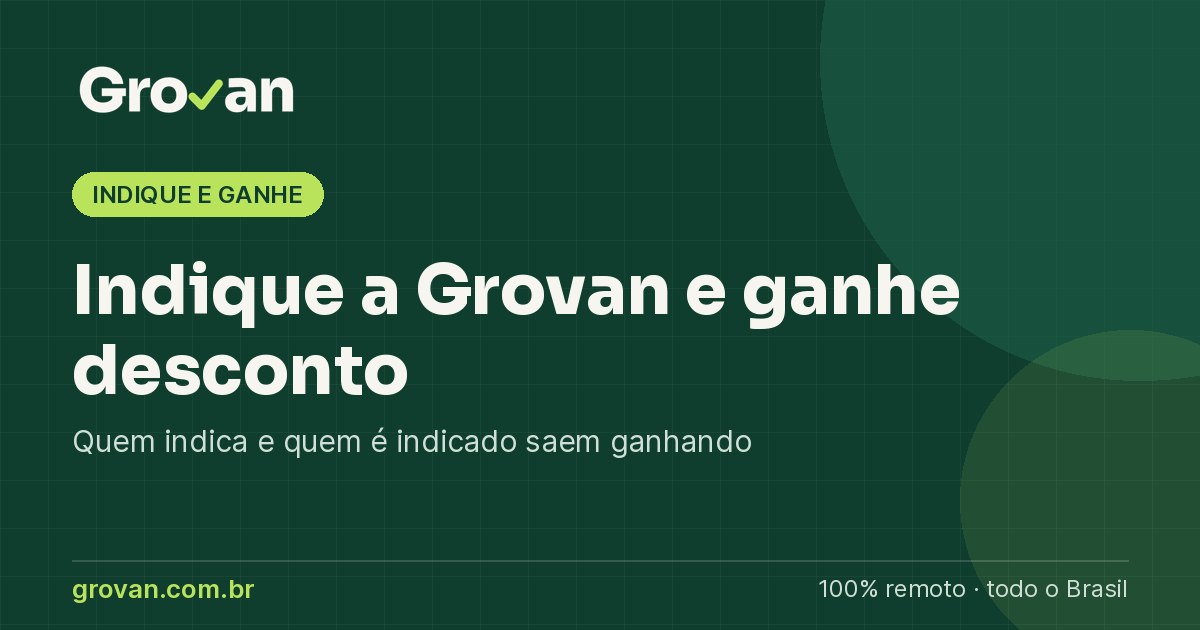 Grovan
INDIQUE E GANHE
Indique a Grovan e ganhe
desconto
Quem indica e quem é indicado saem ganhando
grovan.com.br
100% remoto · todo o Brasil